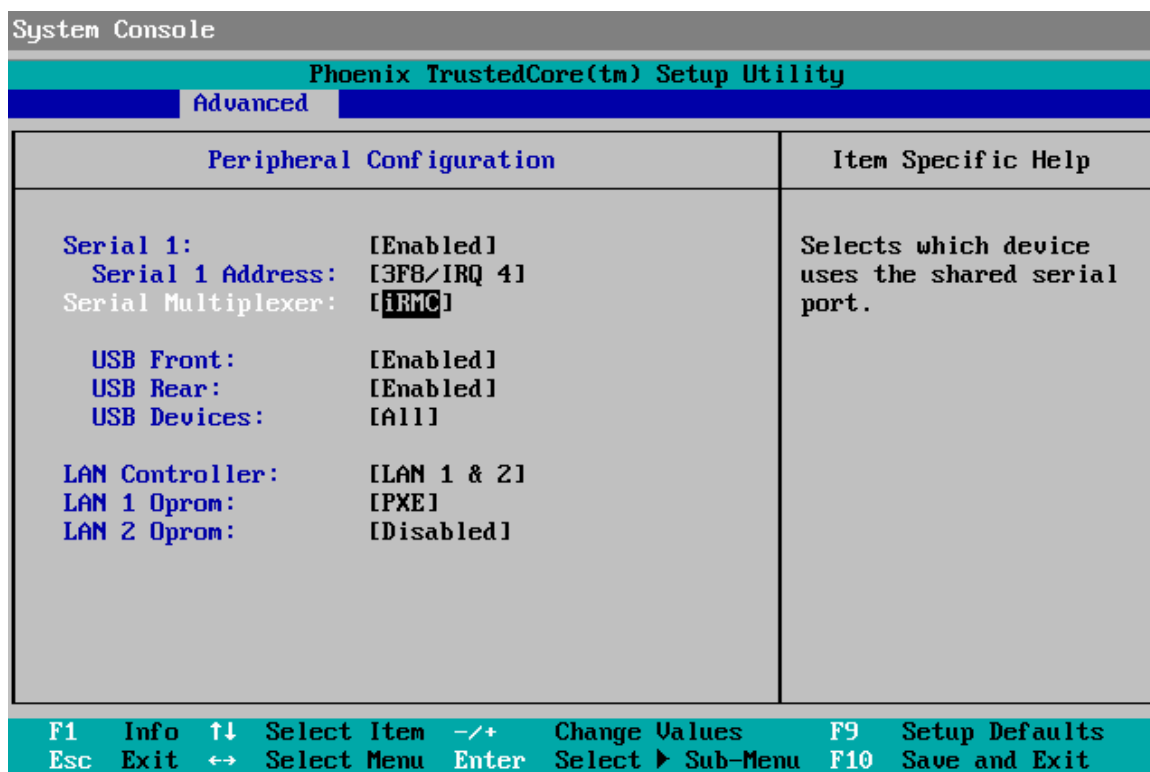 System Console
Phoenix TrustedCore(tm) Setup Utility
Advanced
Peripheral Configuration
Item Specific Help
Serial 1: [Enabled]
Serial 1 Address: [3F8/IRQ 4]
Serial Multiplexer: [iRMC]
USB Front: [Enabled]
USB Rear: [Enabled]
USB Devices: [All]
LAN Controller: [LAN 1 & 2]
LAN 1 Oprom: [PXE]
LAN 2 Oprom: [Disabled]
Selects which device
uses the shared serial
port.
F1 Info ↑↓ Select Item -/+ Change Values F9 Setup Defaults
Esc Exit ↔ Select Menu Enter Select ▶ Sub-Menu F10 Save and Exit